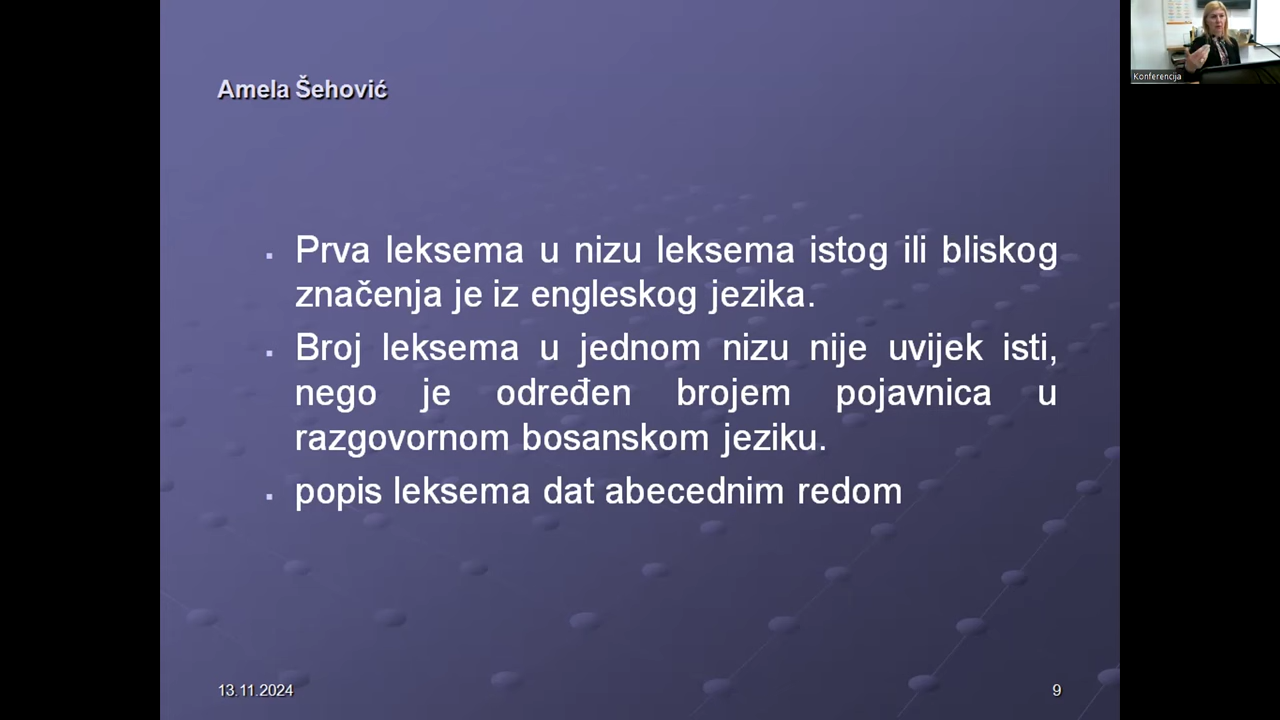 Amela Šehović
Prva leksema u nizu leksema istog ili bliskog
značenja je iz engleskog jezika.
Broj leksema u jednom nizu nije uvijek isti,
nego je određen brojem pojavnica u
razgovornom bosanskom jeziku.
popis leksema dat abecednim redom
13.11.2024
9
Konferencija